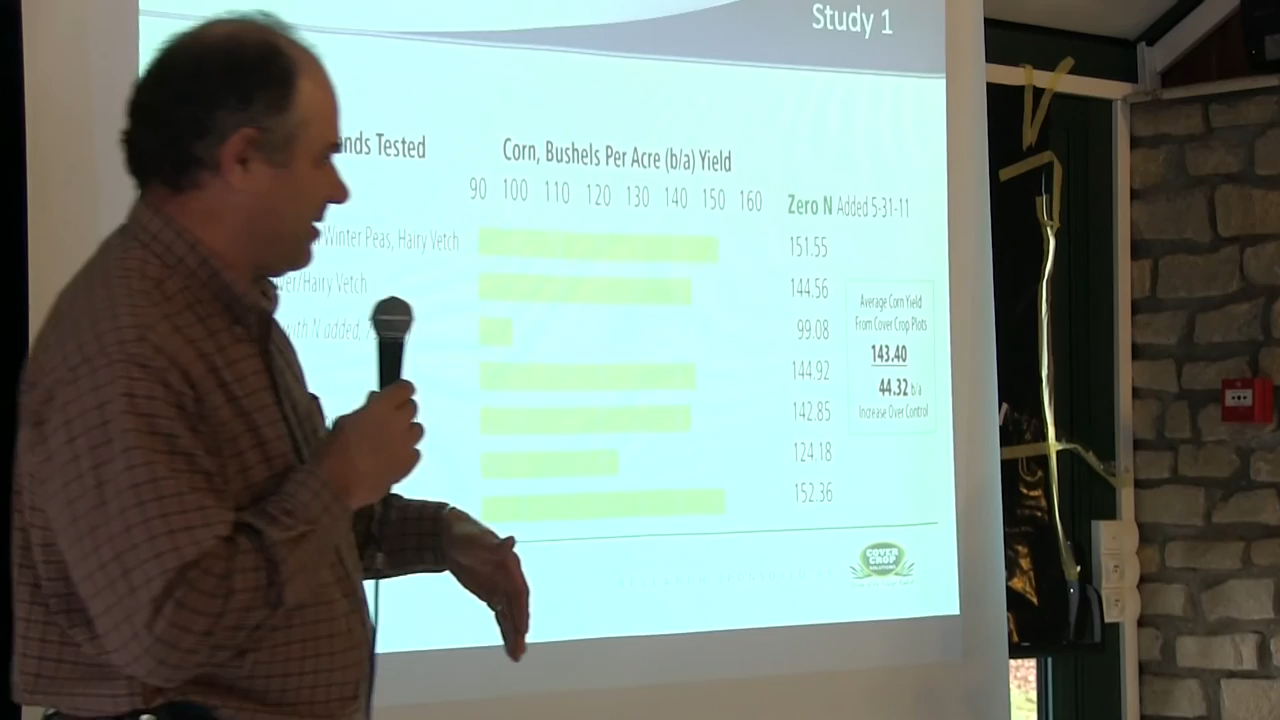 Study 1
ends Tested
Corn, Bushels Per Acre (b/a) Yield
90 100 110 120 130 140 150 160
Zero N Added 5-31-11
Winter Peas, Hairy Vetch
151.55
ver/Hairy Vetch
144.56
with N added,
99.08
144.92
142.85
124.18
152.36
Average Corn Yield
From Cover Crop Plots
143.40
44.32 b/a
Increase Over Control
COVER
CROP
SOLUTIONS